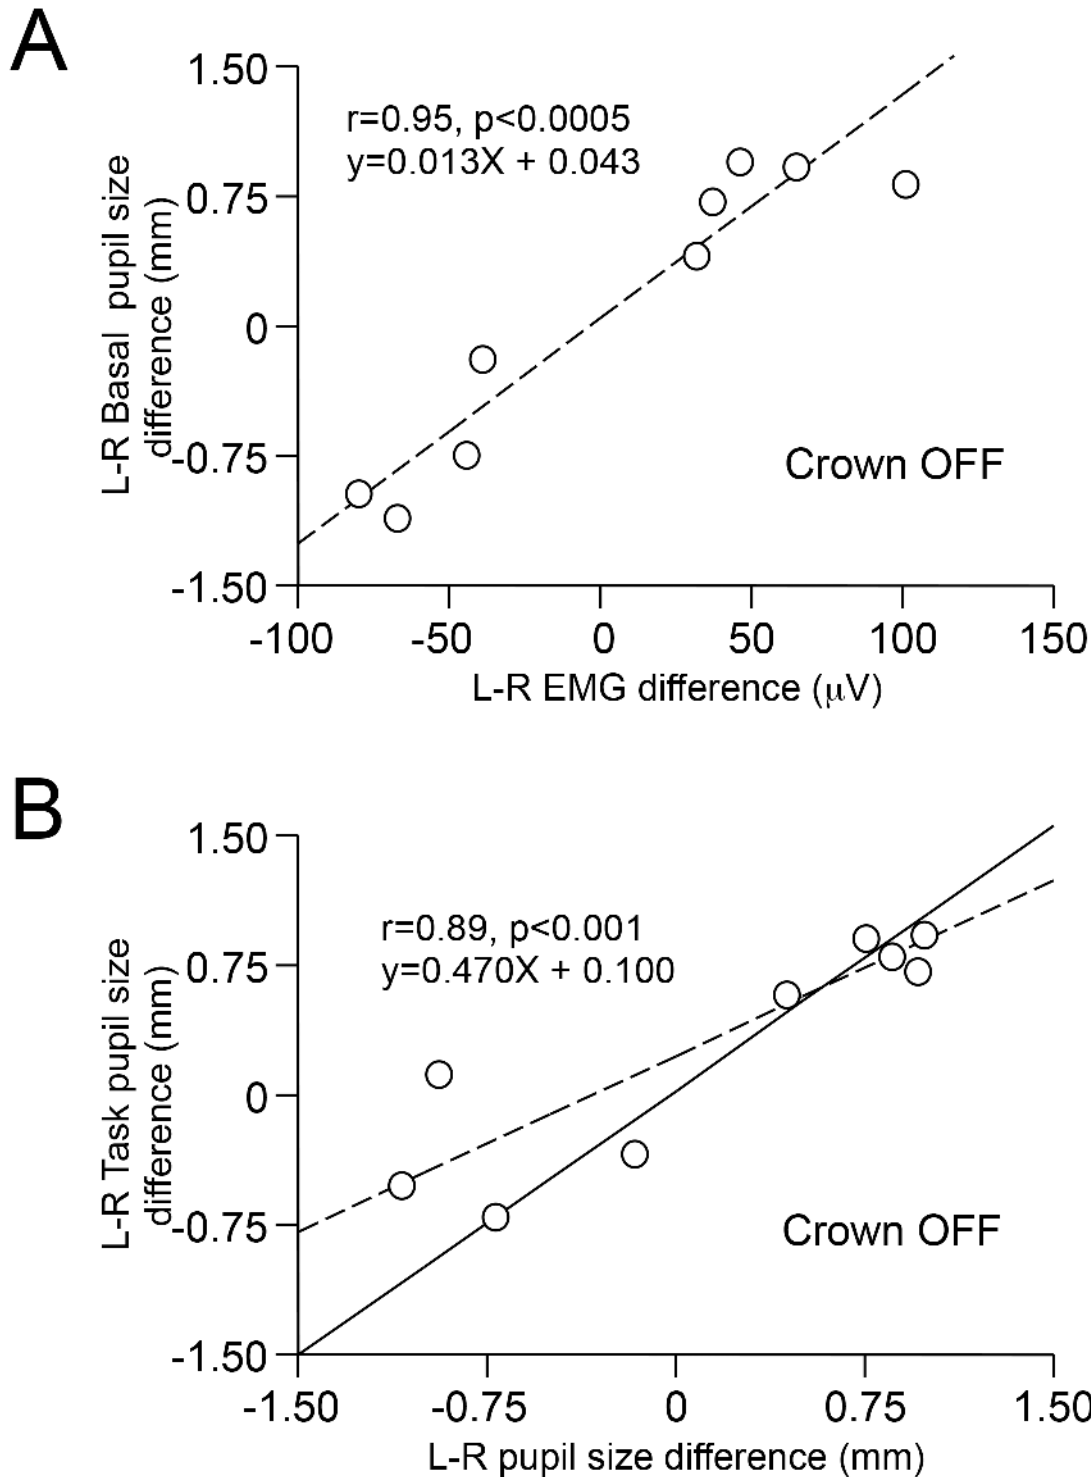 A
1.50
r=0.95, p<0.0005
y=0.013X + 0.043
0.75
0
-0.75
-1.50
L-R Basal pupil size
difference (mm)
Crown OFF
-100 -50 0 50 100 150
L-R EMG difference (μV)
B
1.50
r=0.89, p<0.001
y=0.470X + 0.100
0.75
0
-0.75
-1.50
L-R Task pupil size
difference (mm)
Crown OFF
-1.50 -0.75 0 0.75 1.50
L-R pupil size difference (mm)